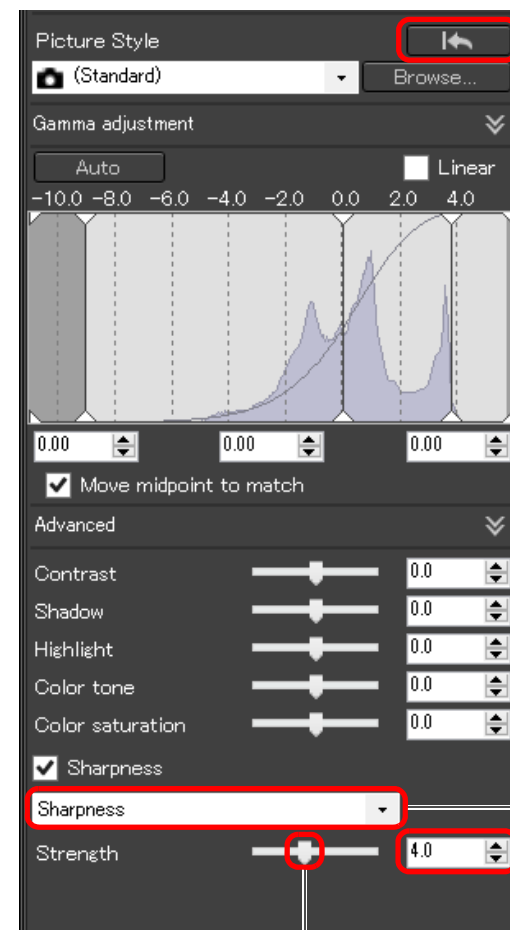 Picture Style
(Standard)
Browse...
Gamma adjustment
Auto
Linear
-10.0 -8.0 -6.0 -4.0 -2.0 0.0 2.0 4.0
0.00 0.00 0.00
Move midpoint to match
Advanced
Contrast 0.0
Shadow 0.0
Highlight 0.0
Color tone 0.0
Color saturation 0.0
Sharpness
Sharpness
Strength 4.0